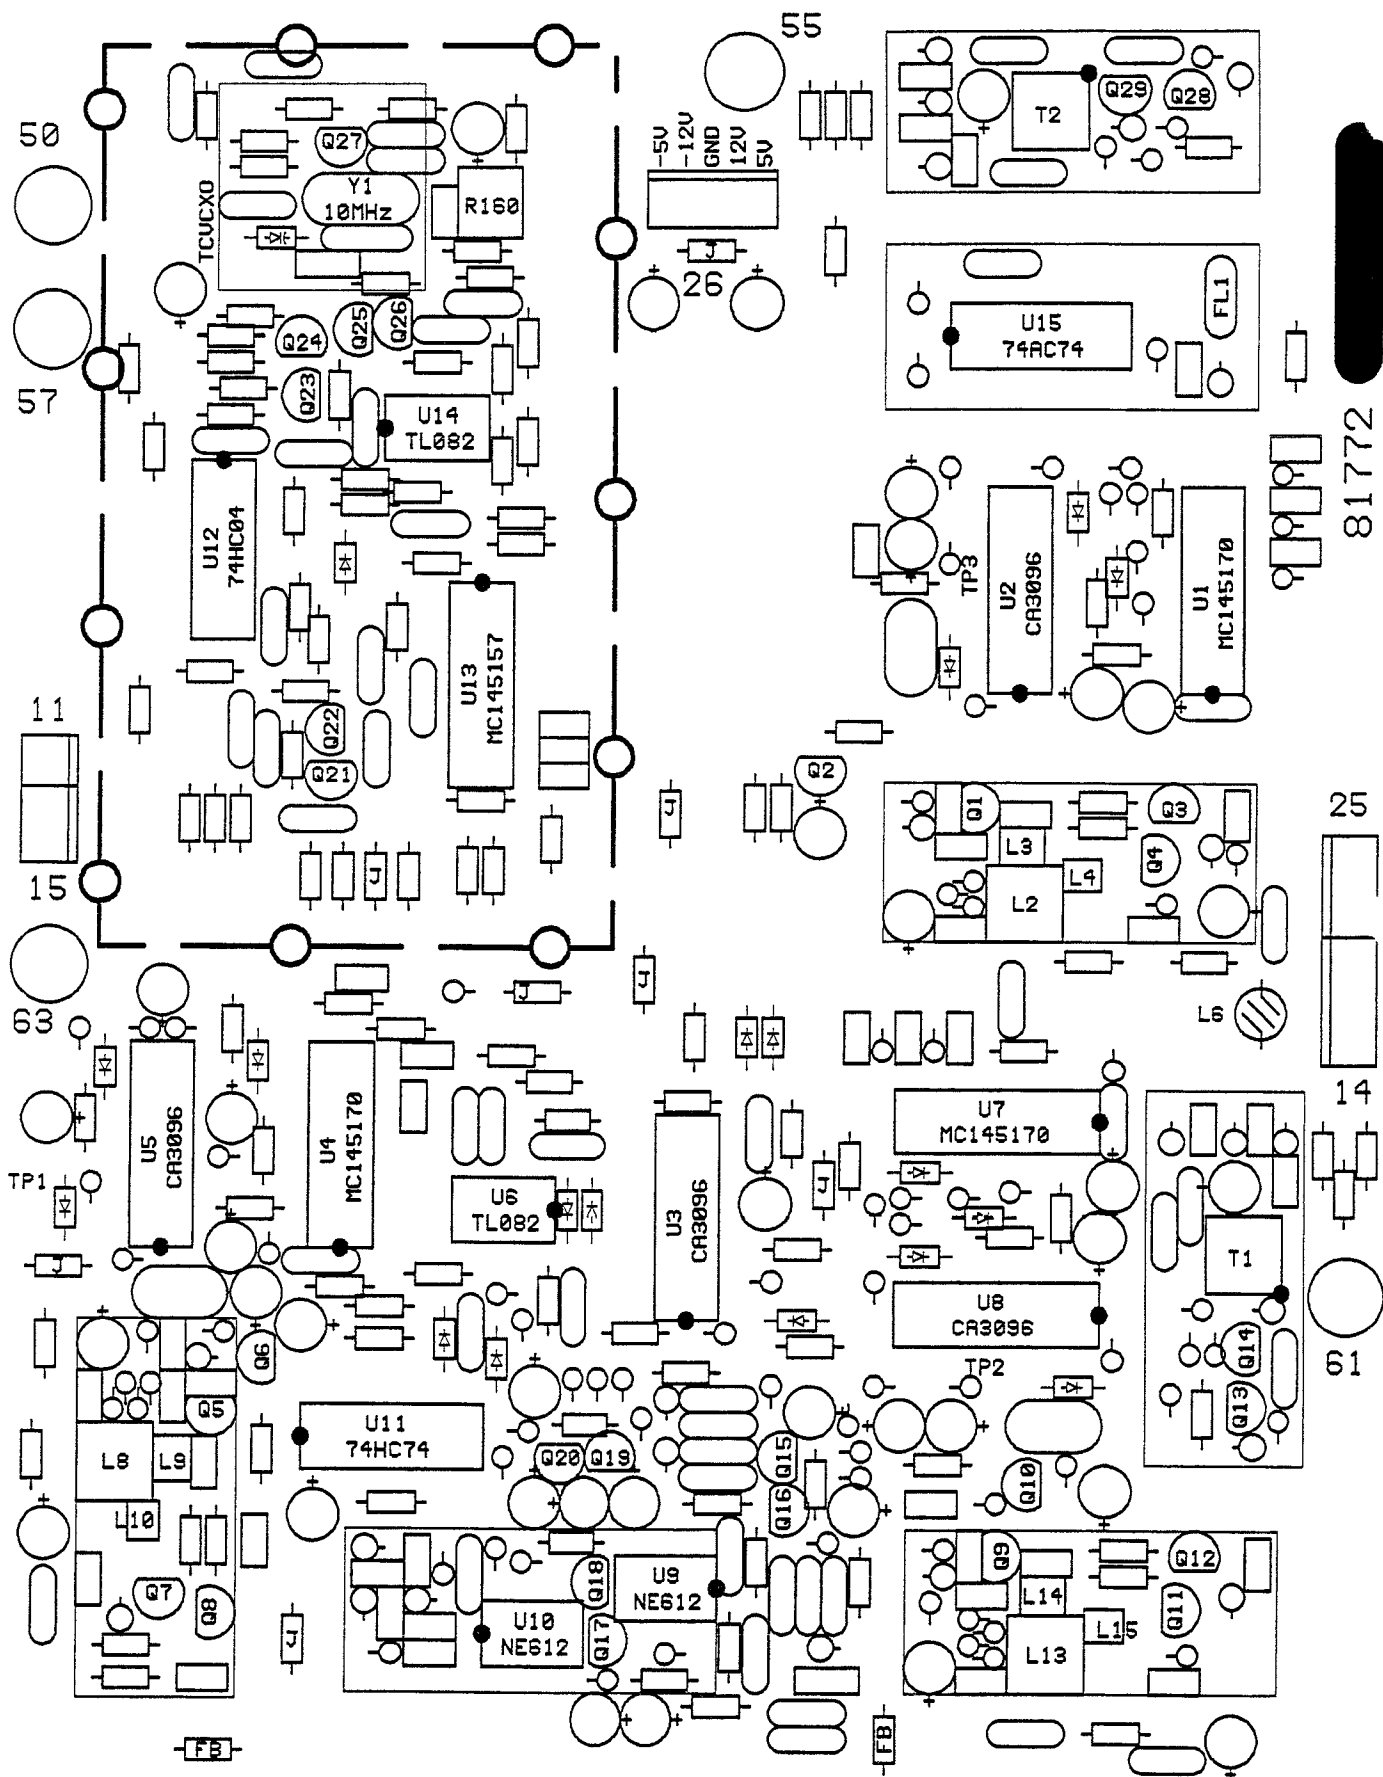 55
50
-5V
-12V
GND
12V
5V
Q29
Q28
T2
Q27
Y1
10MHz
R160
TCVCXO
J
26
U15
74AC74
FL1
57
Q24
Q25
Q26
Q23
U14
TL082
81772
U12
74HC04
TP3
U2
CA3096
U1
MC145170
U13
MC145157
11
15
Q22
Q21
J
J
Q2
Q1
Q3
L3
Q4
L4
L2
25
14
63
J
J
L6
U5
CA3096
U4
MC145170
U7
MC145170
TP1
U6
TL082
U3
CA3096
J
T1
J
U8
CA3096
TP2
61
Q6
Q5
Q14
Q13
L8
L9
L10
U11
74HC74
Q20
Q19
Q15
Q16
Q10
Q7
Q8
J
Q18
U9
NE612
U10
NE612
Q17
Q9
Q12
L14
Q11
L15
L13
FB
FB